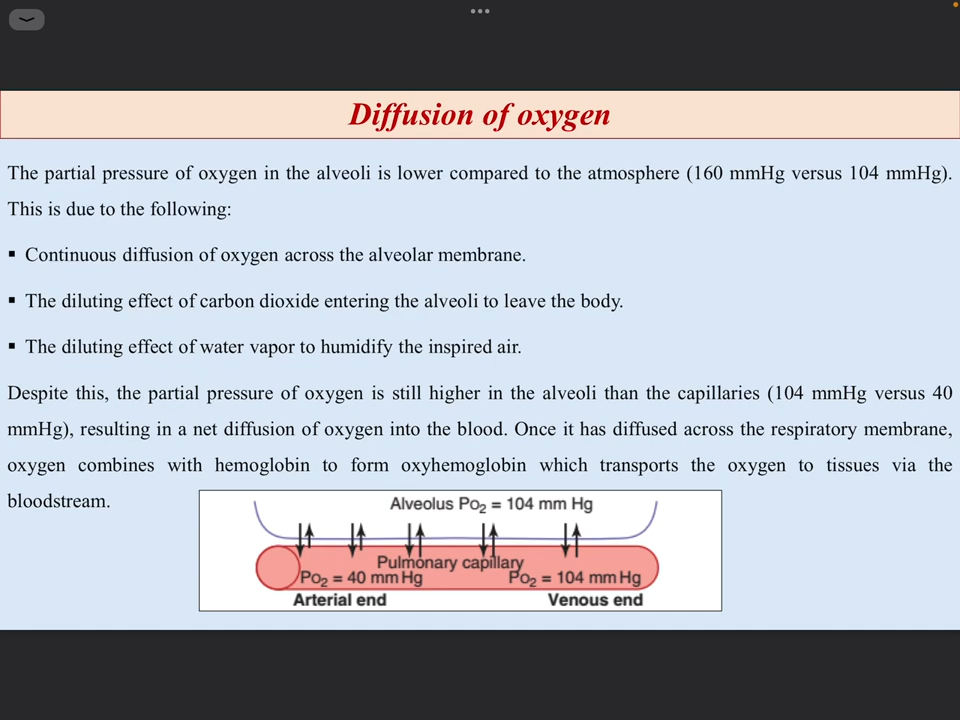 Diffusion of oxygen
The partial pressure of oxygen in the alveoli is lower compared to the atmosphere (160 mmHg versus 104 mmHg).
This is due to the following:
▪ Continuous diffusion of oxygen across the alveolar membrane.
▪ The diluting effect of carbon dioxide entering the alveoli to leave the body.
▪ The diluting effect of water vapor to humidify the inspired air.
Despite this, the partial pressure of oxygen is still higher in the alveoli than the capillaries (104 mmHg versus 40
mmHg), resulting in a net diffusion of oxygen into the blood. Once it has diffused across the respiratory membrane,
oxygen combines with hemoglobin to form oxyhemoglobin which transports the oxygen to tissues via the
bloodstream.
Alveolus PO₂ = 104 mm Hg
Pulmonary capillary
PO₂ = 40 mm Hg PO₂ = 104 mm Hg
Arterial end Venous end